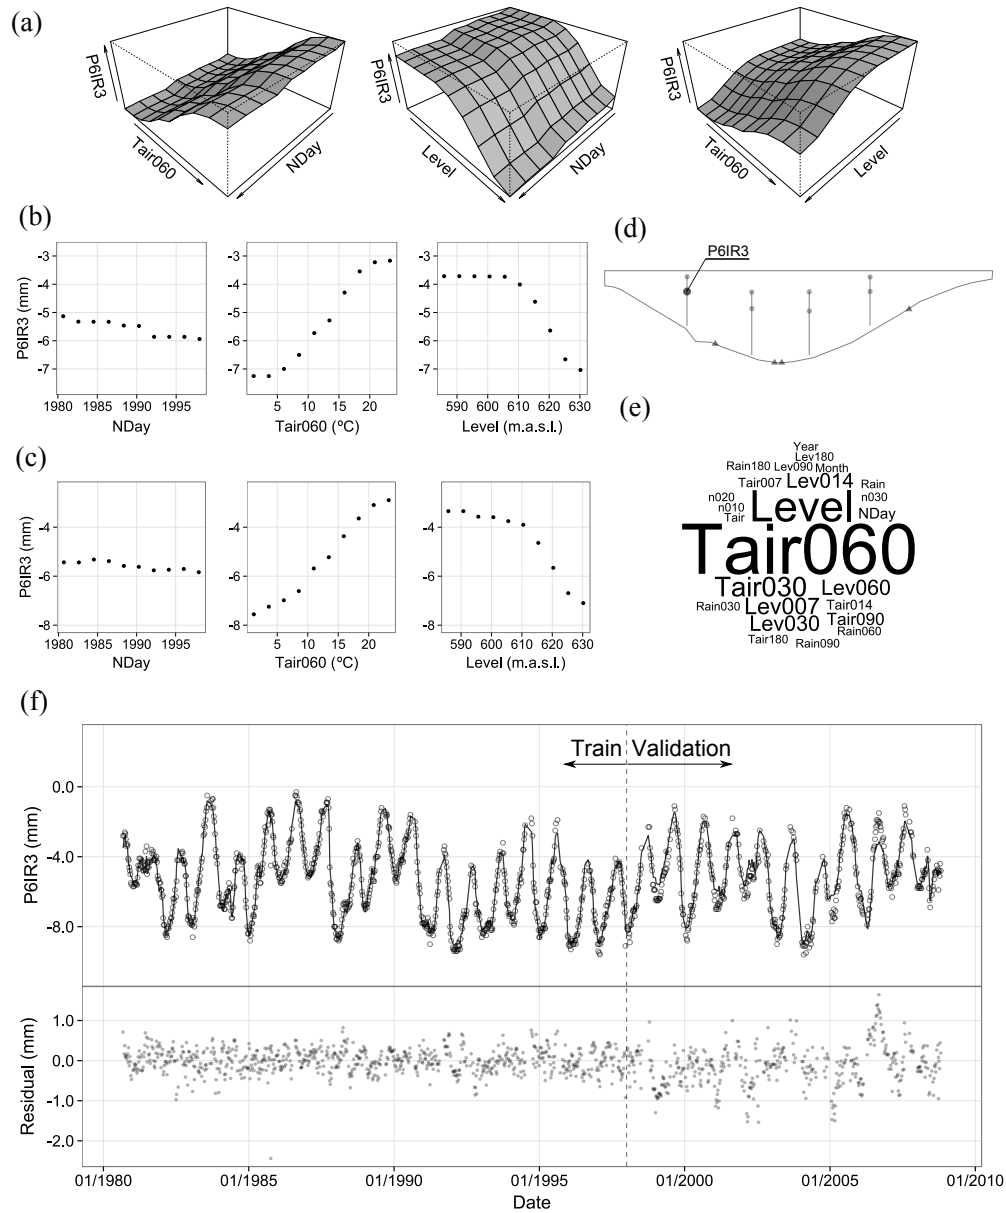 (a)
P6IR3
Tair060
NDay
P6IR3
Level
NDay
P6IR3
Tair060
Level
(b)
-3
-4
-5
-6
-7
P6IR3 (mm)
1980 1985 1990 1995
NDay
5 10 15 20
Tair060 (ºC)
590 600 610 620 630
Level (m.a.s.l.)
(c)
-4
-6
-8
P6IR3 (mm)
1980 1985 1990 1995
NDay
5 10 15 20
Tair060 (ºC)
590 600 610 620 630
Level (m.a.s.l.)
(d)
P6IR3
(e)
Year
Lev180
Rain180 Lev090 Month
Tair007 Lev014 Rain
n020 Level n030
n010
Tair NDay
Tair060
Tair030 Lev060
Rain030 Lev007 Tair014
Lev030 Tair090
Rain060
Tair180 Rain090
(f)
Train Validation
0.0
-4.0
-8.0
P6IR3 (mm)
1.0
0.0
-1.0
-2.0
Residual (mm)
01/1980 01/1985 01/1990 01/1995 01/2000 01/2005 01/2010
Date